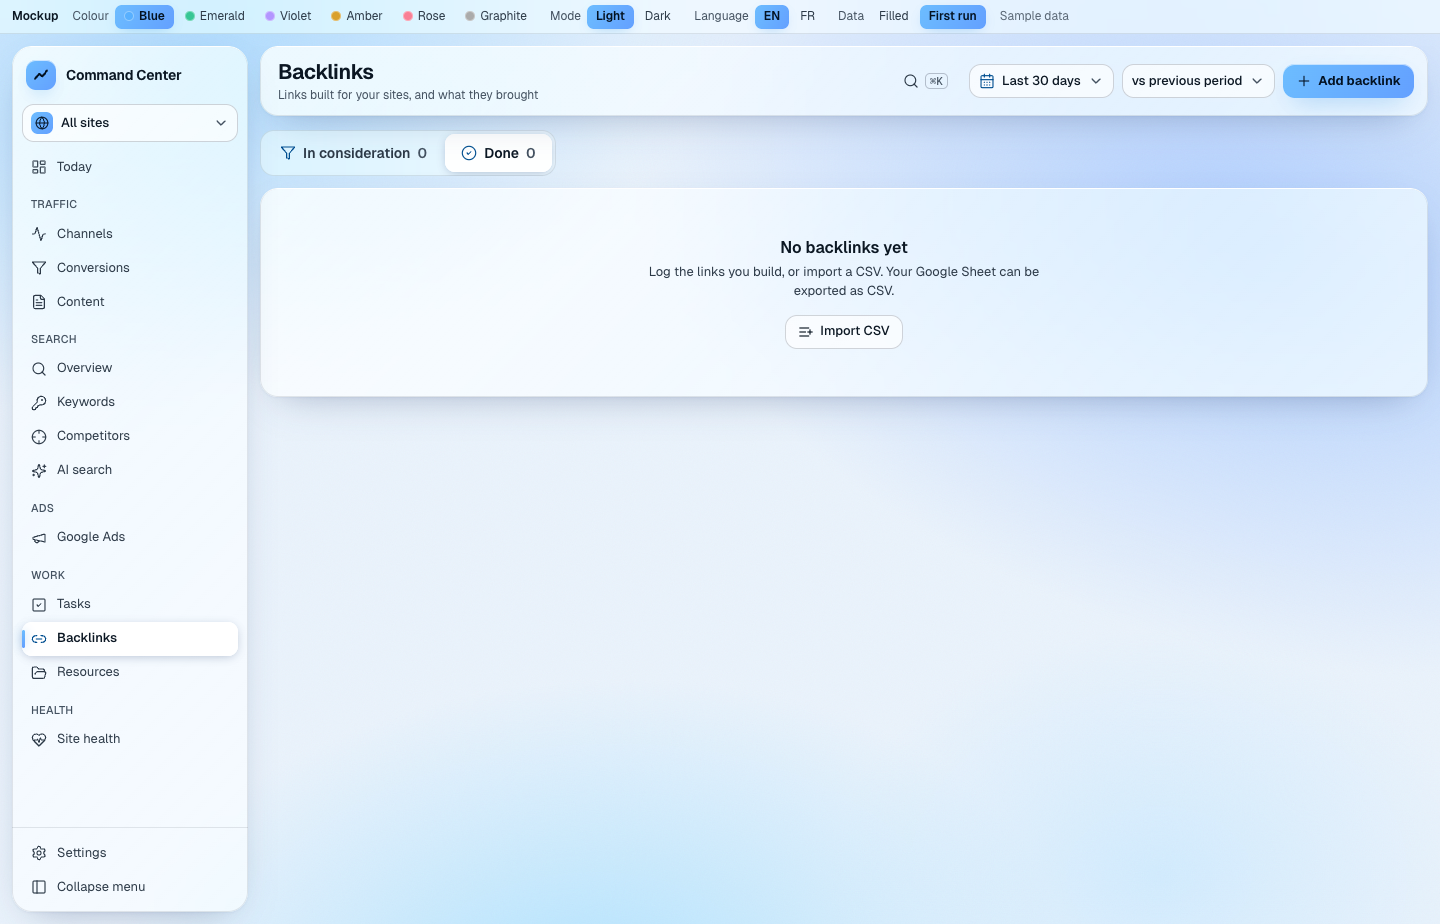 Mockup Colour Blue Emerald Violet Amber Rose Graphite Mode Light Dark Language EN FR Data Filled First run Sample data
Command Center
All sites
Today
TRAFFIC
Channels
Conversions
Content
SEARCH
Overview
Keywords
Competitors
AI search
ADS
Google Ads
WORK
Tasks
Backlinks
Resources
HEALTH
Site health
Settings
Collapse menu
Backlinks
Links built for your sites, and what they brought
⌘K
Last 30 days
vs previous period
Add backlink
In consideration 0
Done 0
No backlinks yet
Log the links you build, or import a CSV. Your Google Sheet can be
exported as CSV.
Import CSV